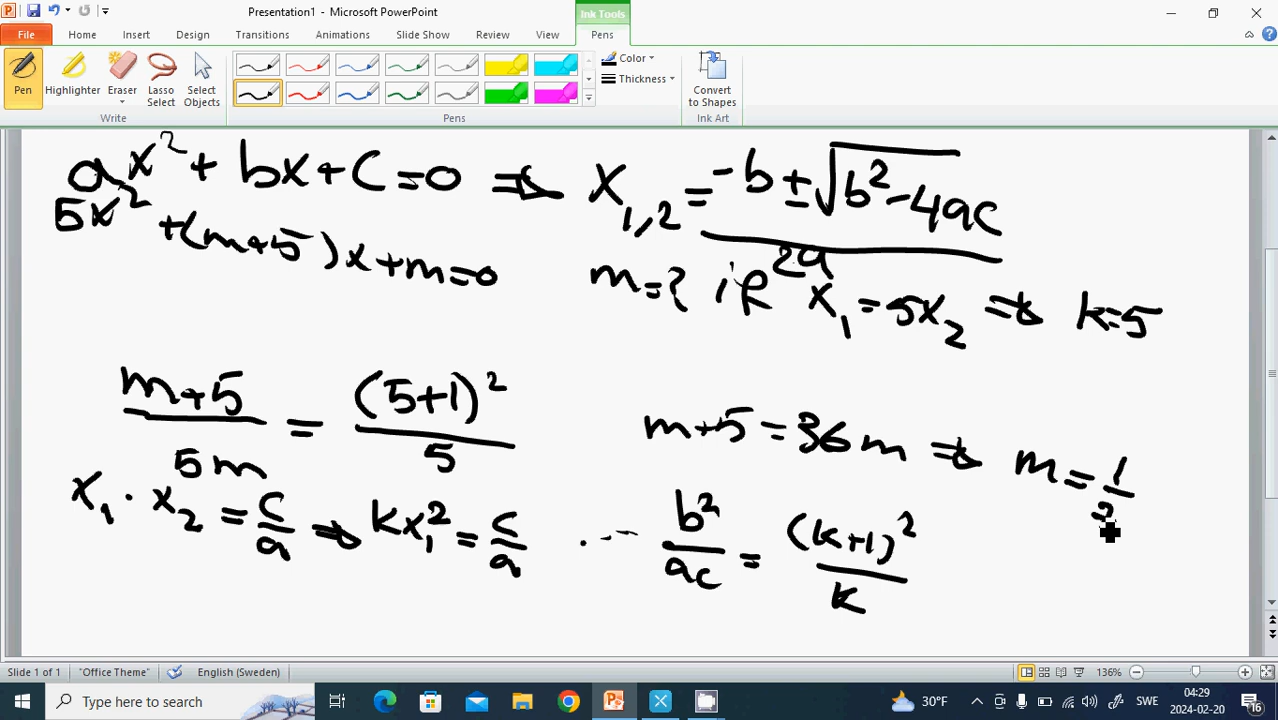 Presentation1 - Microsoft PowerPoint
Ink Tools
File Home Insert Design Transitions Animations Slide Show Review View Pens
Pen Highlighter Eraser Lasso Select Select Objects
Color
Thickness
Convert to Shapes
Write Pens Ink Art
ax² + bx + c = 0 ⇒ x₁,₂ = (-b ± √(b² - 4ac)) / 2a
5x² + (m+5)x + m = 0
m = ? if x₁ = 5x₂ ⇒ k = 5
(m+5) / 5m = (5+1)² / 5
m+5 = 36m ⇒ m = 1 /
x₁ · x₂ = c/a ⇒ kx₁² = c/a ... b²/ac = (k+1)² / k
Slide 1 of 1 "Office Theme" English (Sweden) 136%
Type here to search
30°F
SWE
04:29
2024-02-20
16